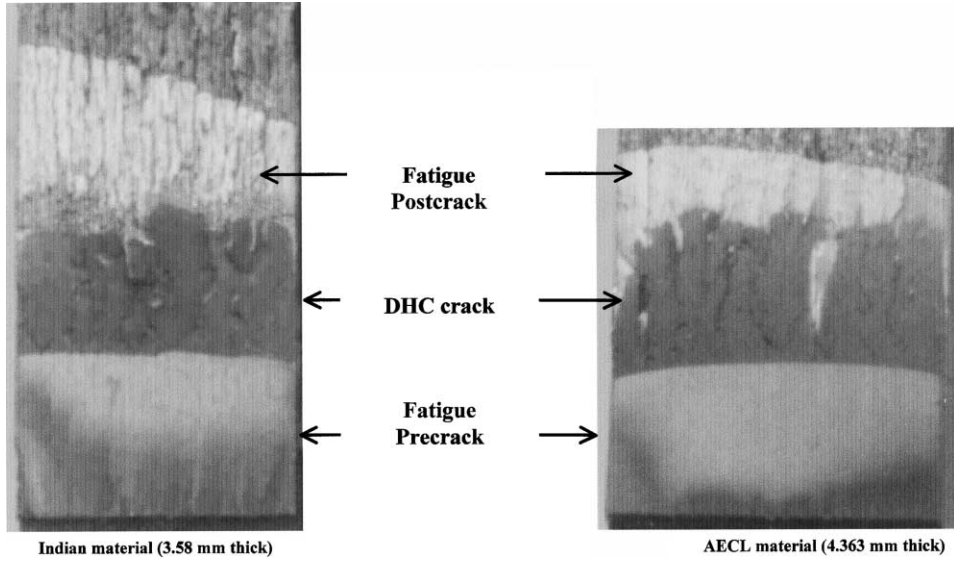 Fatigue
Postcrack
DHC crack
Fatigue
Precrack
Indian material (3.58 mm thick)
AECL material (4.363 mm thick)